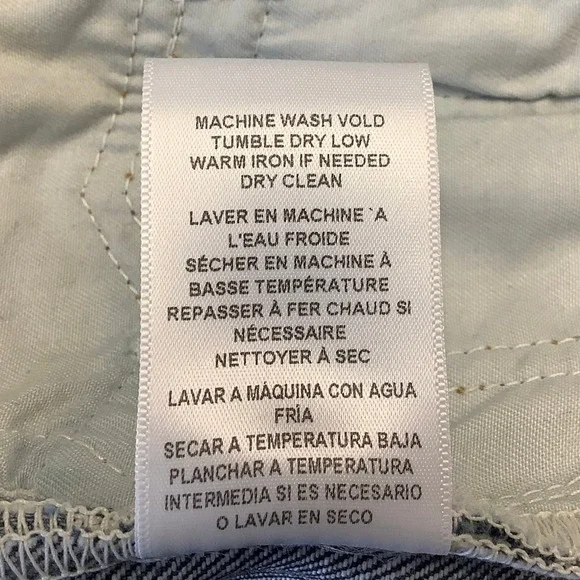 MACHINE WASH VOLD
TUMBLE DRY LOW
WARM IRON IF NEEDED
DRY CLEAN
LAVER EN MACHINE `A
L'EAU FROIDE
SÉCHER EN MACHINE À
BASSE TEMPÉRATURE
REPASSER À FER CHAUD SI
NÉCESSAIRE
NETTOYER À SEC
LAVAR A MÁQUINA CON AGUA
FRÍA
SECAR A TEMPERATURA BAJA
PLANCHAR A TEMPERATURA
INTERMEDIA SI ES NECESARIO
O LAVAR EN SECO